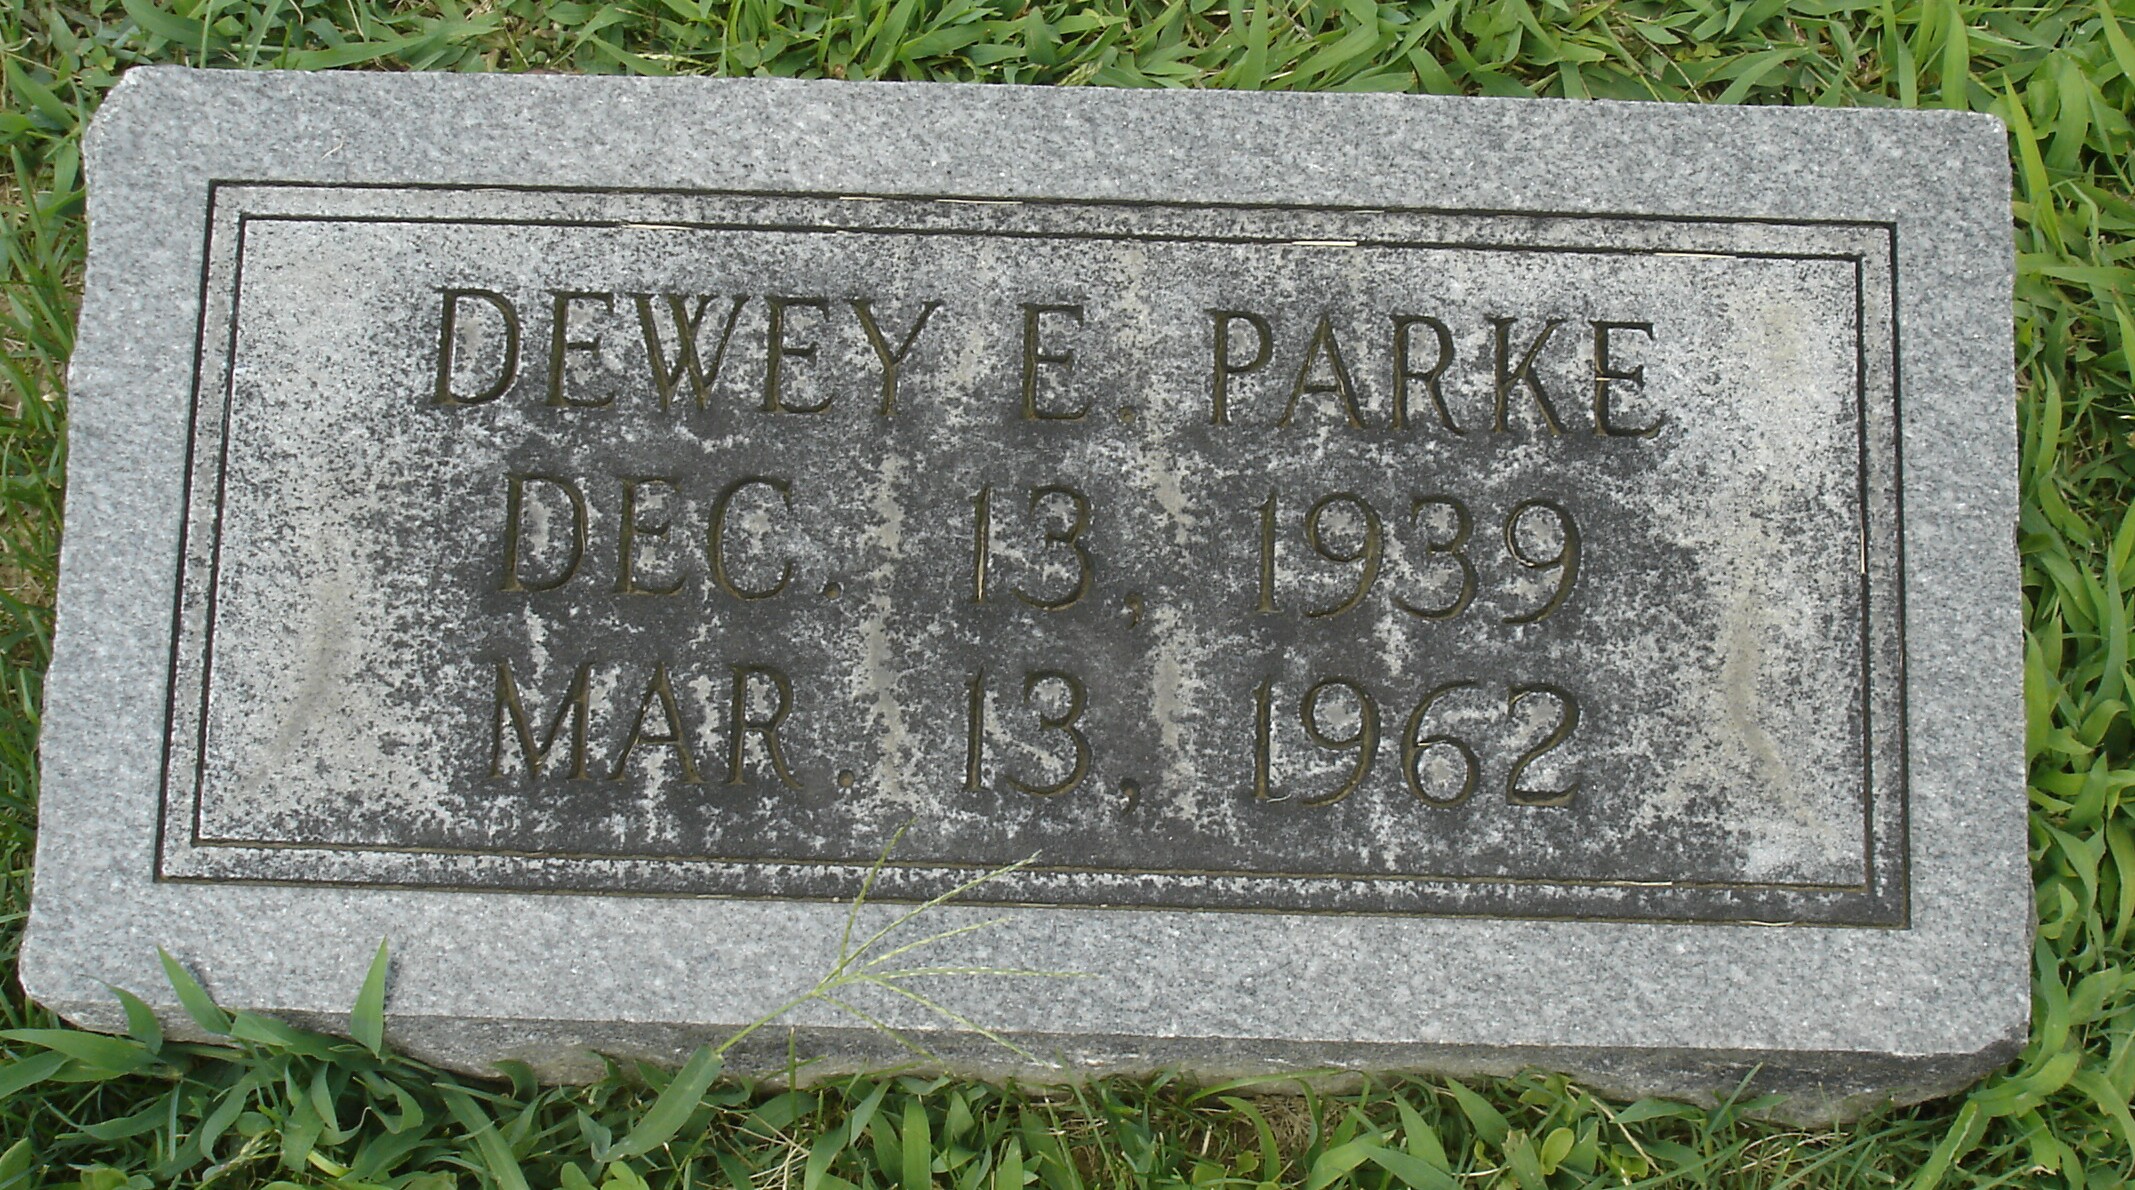 DEWEY E. PARKE
DEC. 13, 1939
MAR. 13, 1962